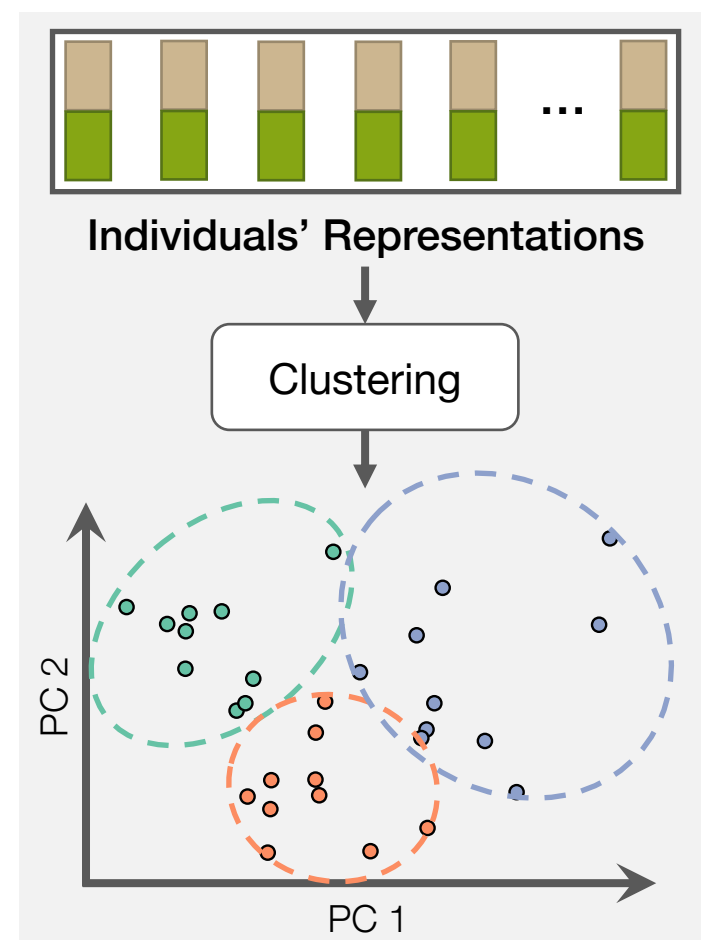 ...
Individuals’ Representations
Clustering
PC 2
PC 1